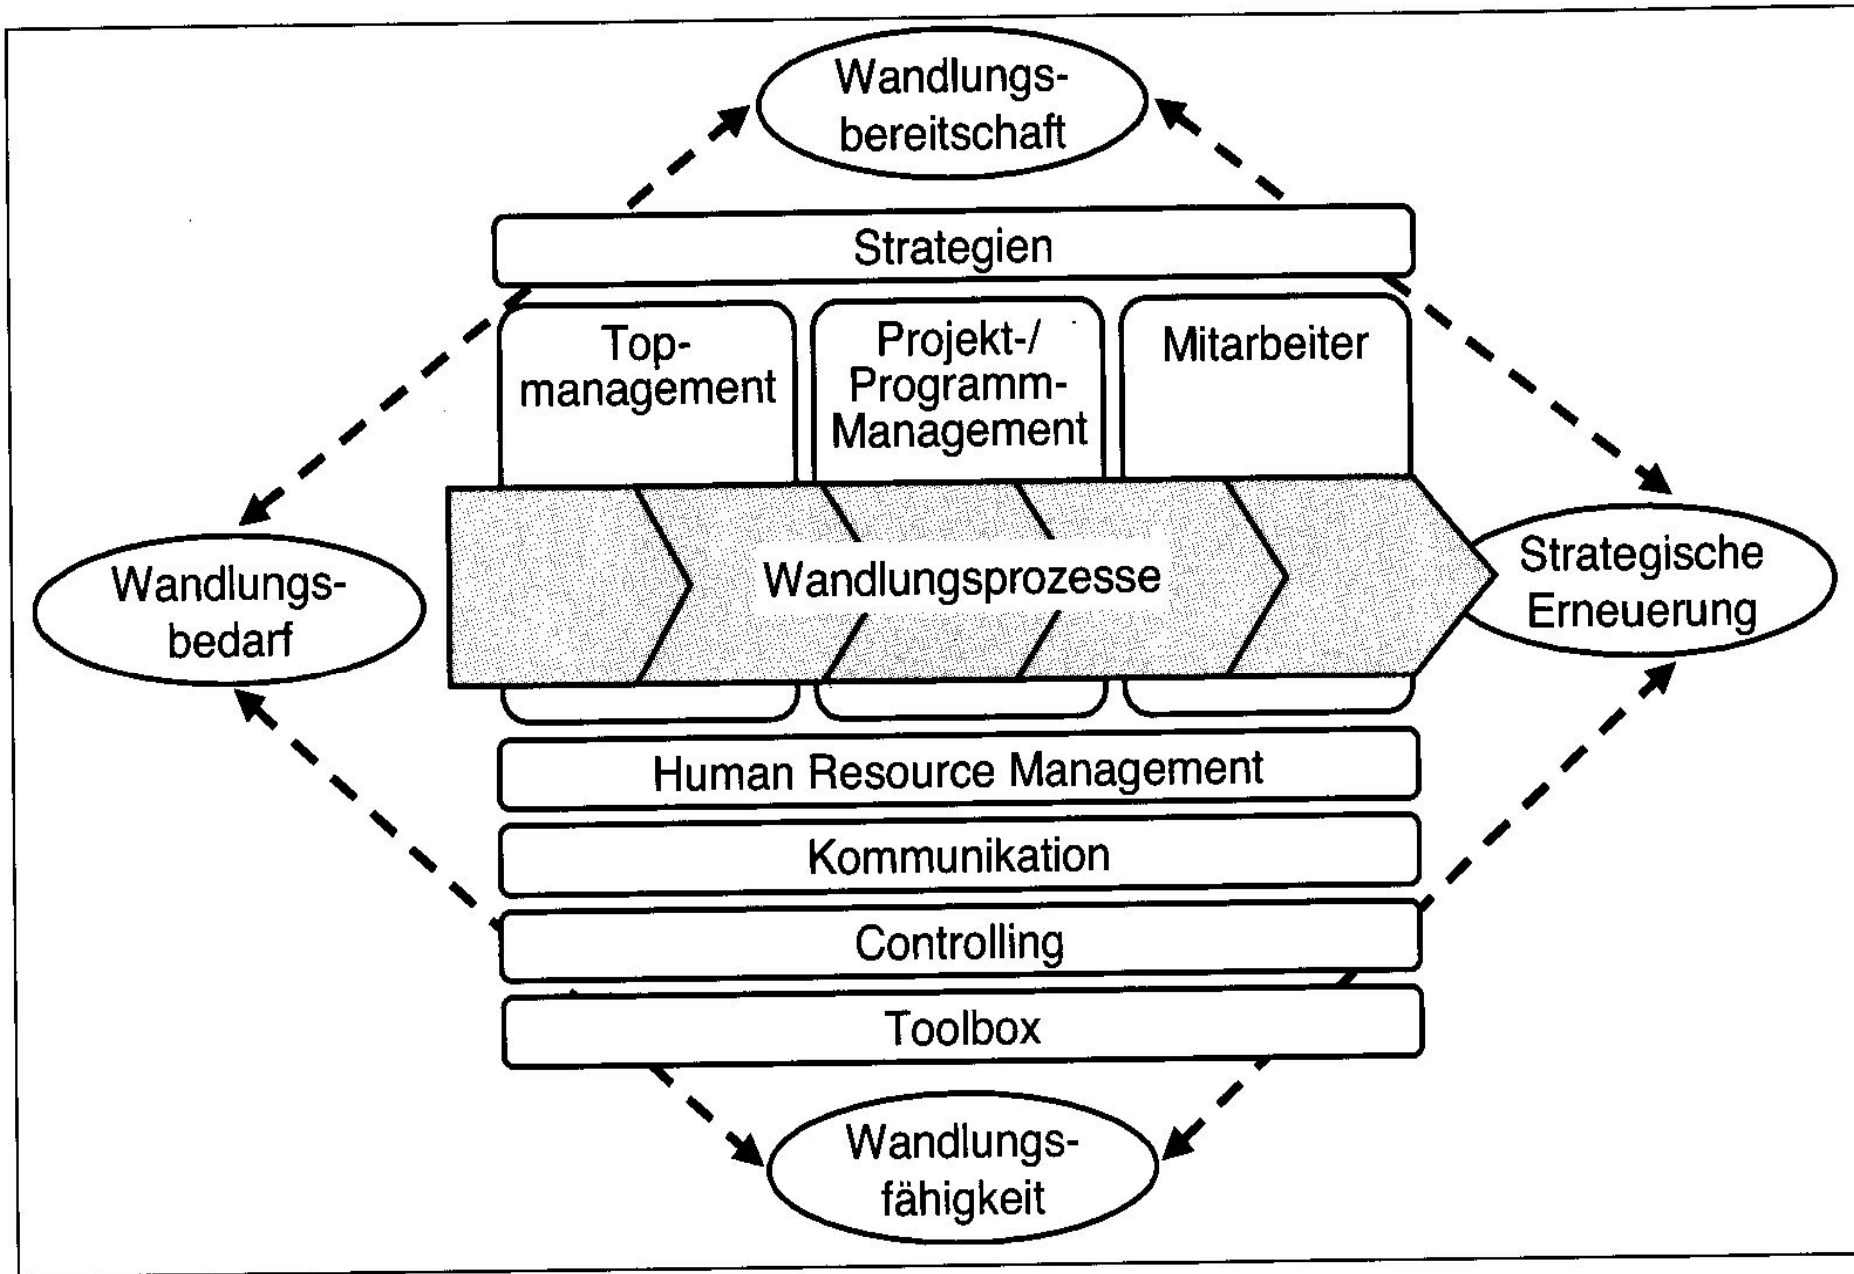 Wandlungs-
bereitschaft
Strategien
Top-
management
Projekt-/
Programm-
Management
Mitarbeiter
Wandlungs-
bedarf
Wandlungsprozesse
Strategische
Erneuerung
Human Resource Management
Kommunikation
Controlling
Toolbox
Wandlungs-
fähigkeit